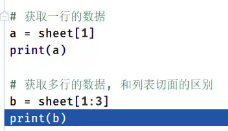 # 获取一行的数据
a = sheet[1]
print(a)
# 获取多行的数据，和列表切面的区别
b = sheet[1:3]
print(b)